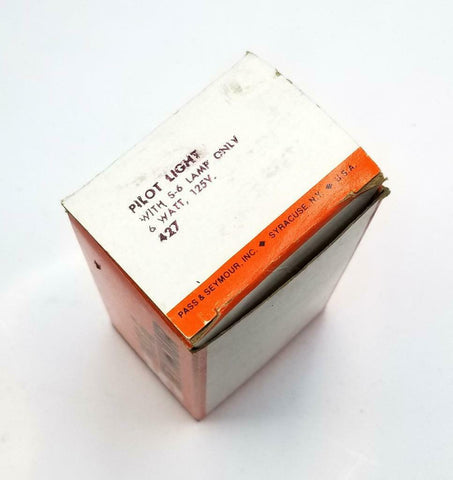 PILOT LIGHT
WITH S-6 LAMP ONLY
6 WATT, 125V.
427
PASS & SEYMOUR, INC. ◆ SYRACUSE, N.Y. ◆ U.S.A.